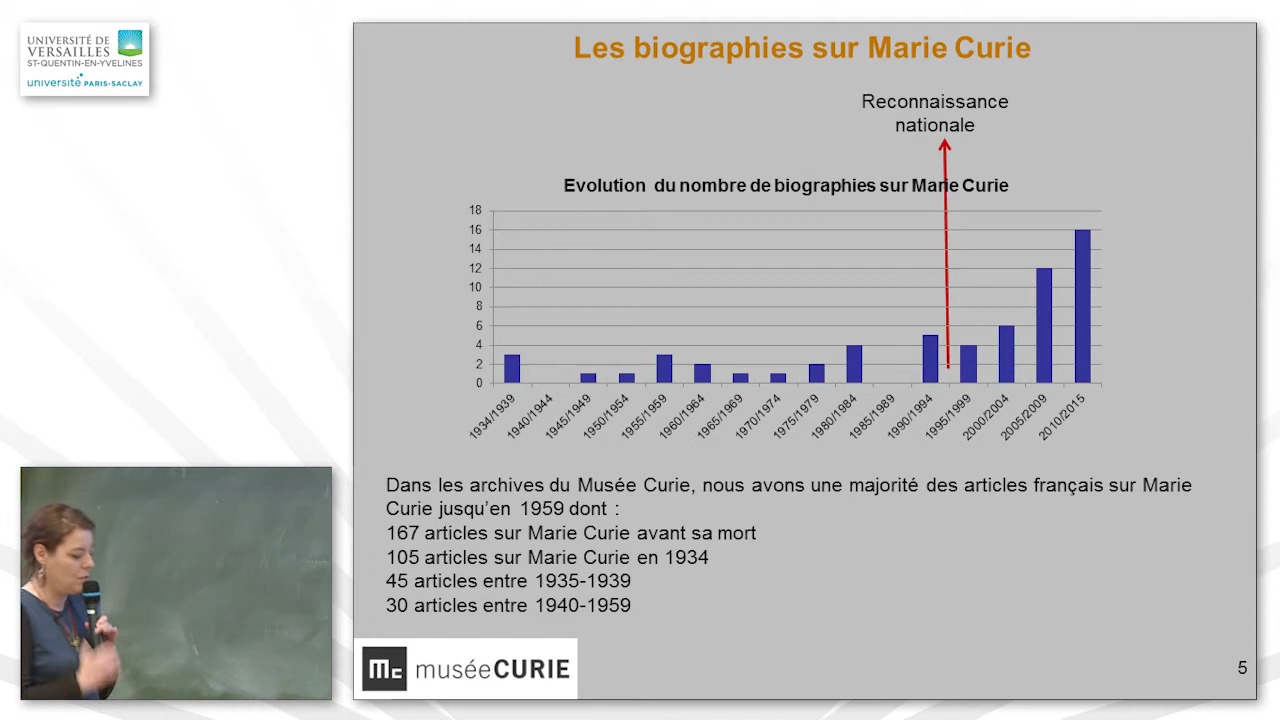 UNIVERSITÉ DE
VERSAILLES
ST-QUENTIN-EN-YVELINES
université PARIS-SACLAY
Les biographies sur Marie Curie
Reconnaissance
nationale
Evolution du nombre de biographies sur Marie Curie
18
16
14
12
10
8
6
4
2
0
1934/1939
1940/1944
1945/1949
1950/1954
1955/1959
1960/1964
1965/1969
1970/1974
1975/1979
1980/1984
1985/1989
1990/1994
1995/1999
2000/2004
2005/2009
2010/2015
Dans les archives du Musée Curie, nous avons une majorité des articles français sur Marie
Curie jusqu’en 1959 dont :
167 articles sur Marie Curie avant sa mort
105 articles sur Marie Curie en 1934
45 articles entre 1935-1939
30 articles entre 1940-1959
Mc muséeCURIE
5